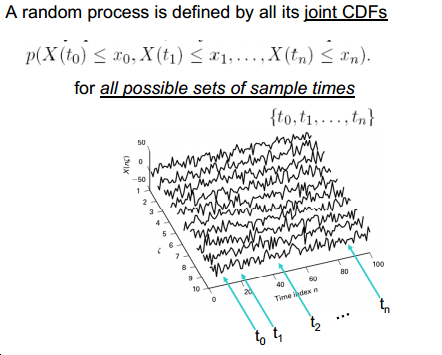 A random process is defined by all its joint CDFs
p(X(t₀) ≤ x₀, X(t₁) ≤ x₁, . . . , X(tₙ) ≤ xₙ).
for all possible sets of sample times
{t₀, t₁, . . . , tₙ}
50
0
-50
X(n,ζ)
1
2
3
4
5
6
7
8
9
10
ζ
0
20
40
60
80
100
Time index n
t₀ t₁ t₂ ... tₙ